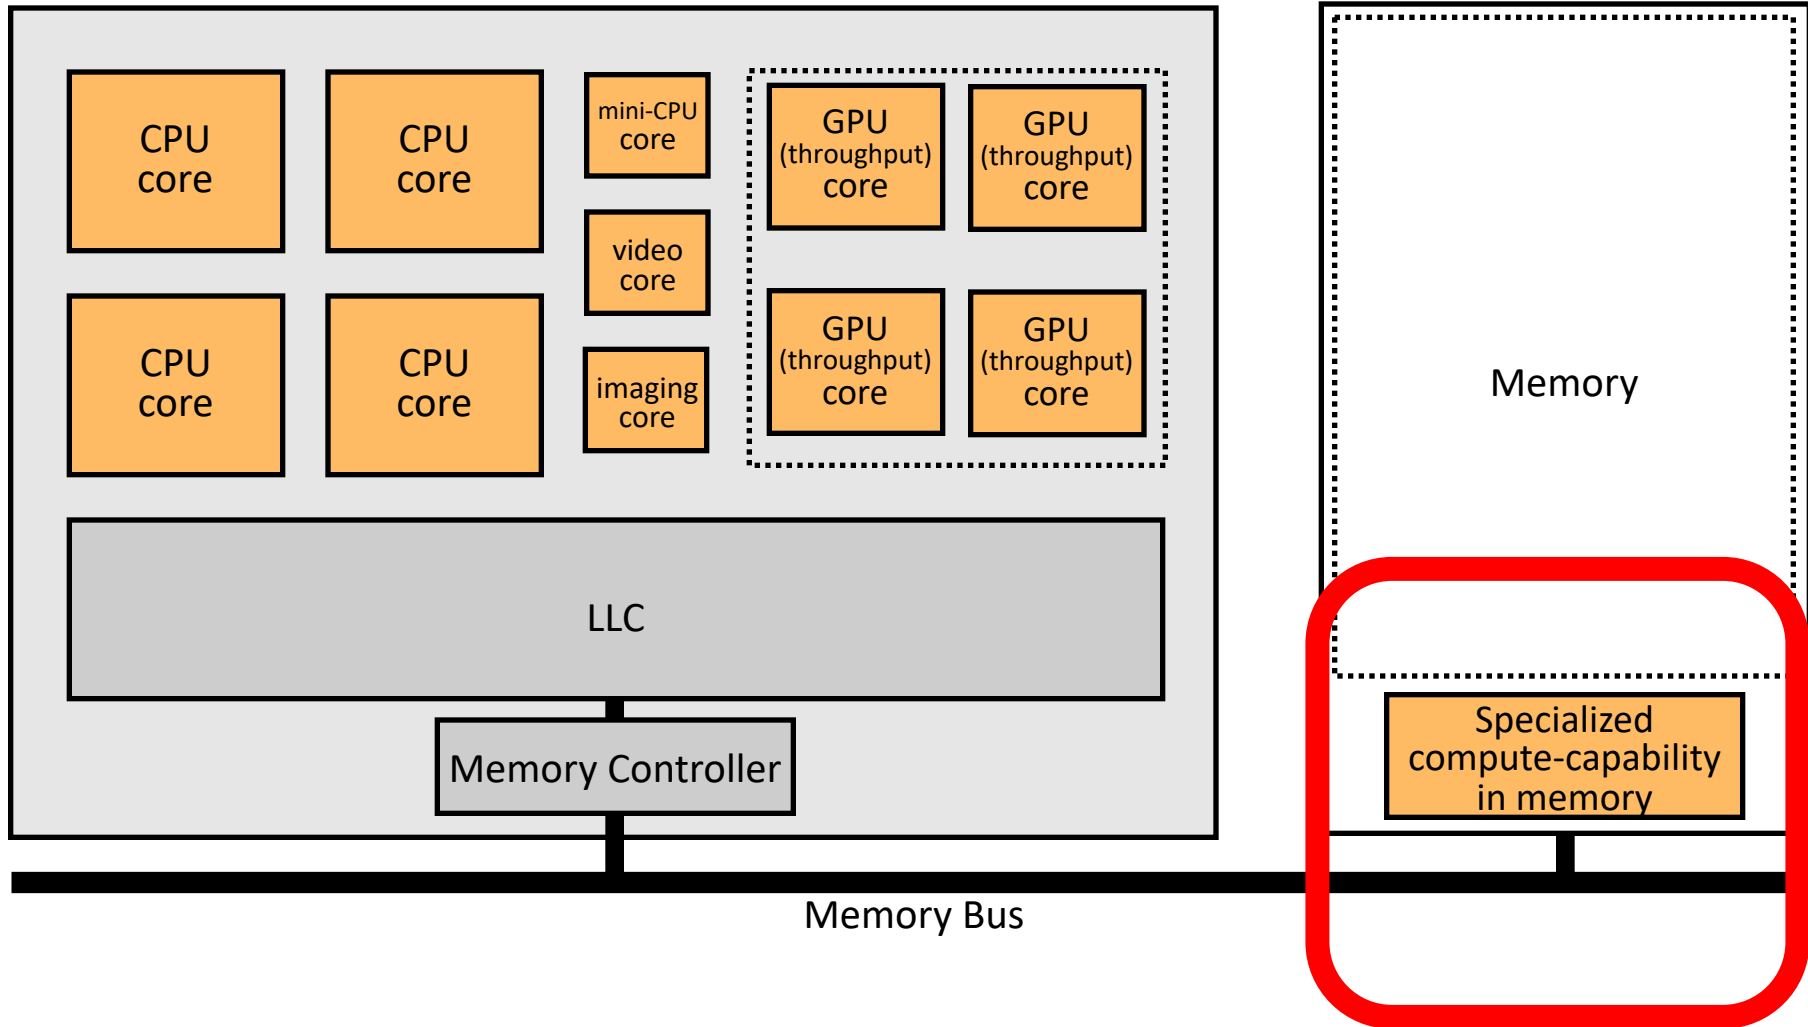 CPU
core
CPU
core
mini-CPU
core
video
core
imaging
core
GPU
(throughput)
core
GPU
(throughput)
core
CPU
core
CPU
core
GPU
(throughput)
core
GPU
(throughput)
core
LLC
Memory Controller
Memory Bus
Memory
Specialized
compute-capability
in memory